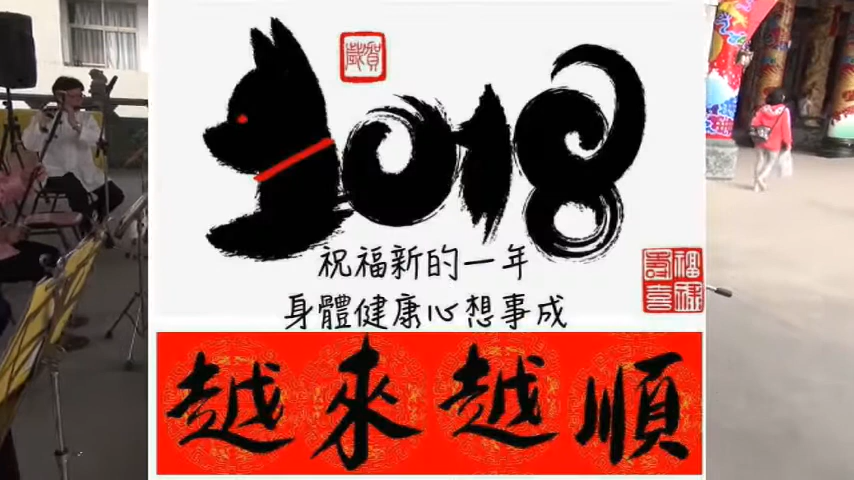 賀歲
2018
祝福新的一年
身體健康心想事成
福祿壽喜
越來越順